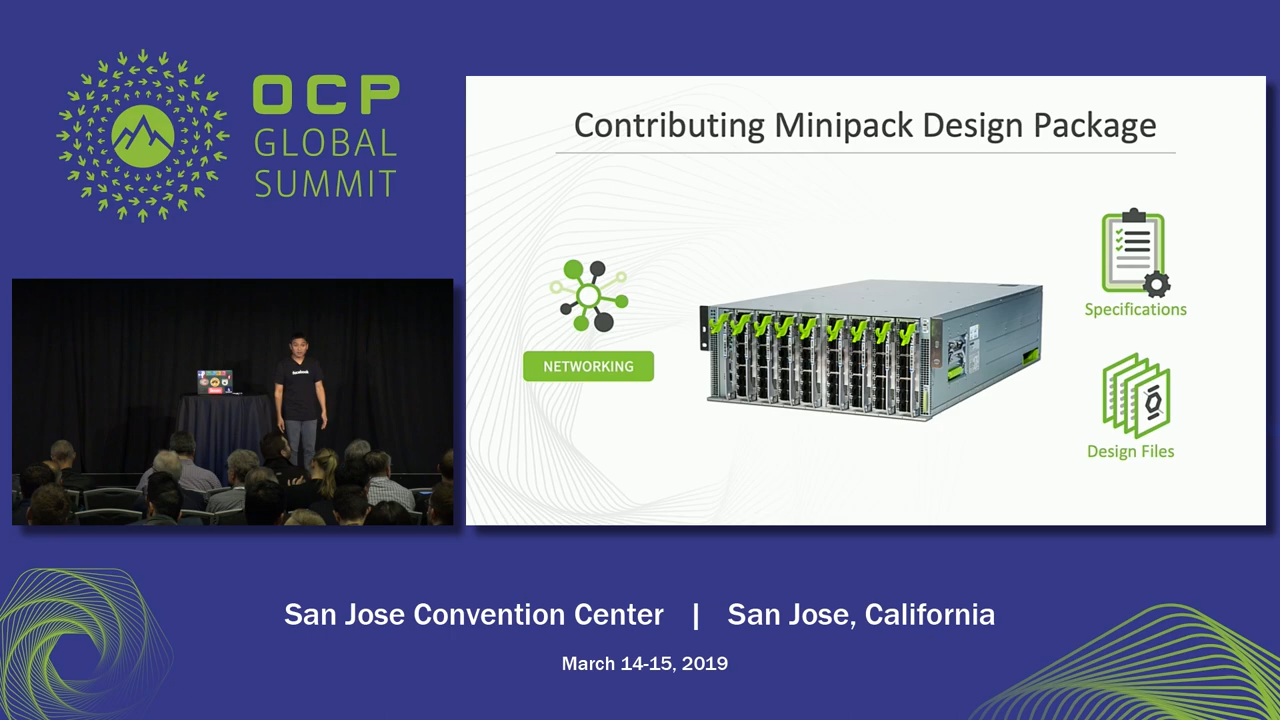 OCP
GLOBAL
SUMMIT
Contributing Minipack Design Package
NETWORKING
Specifications
Design Files
facebook
San Jose Convention Center | San Jose, California
March 14-15, 2019